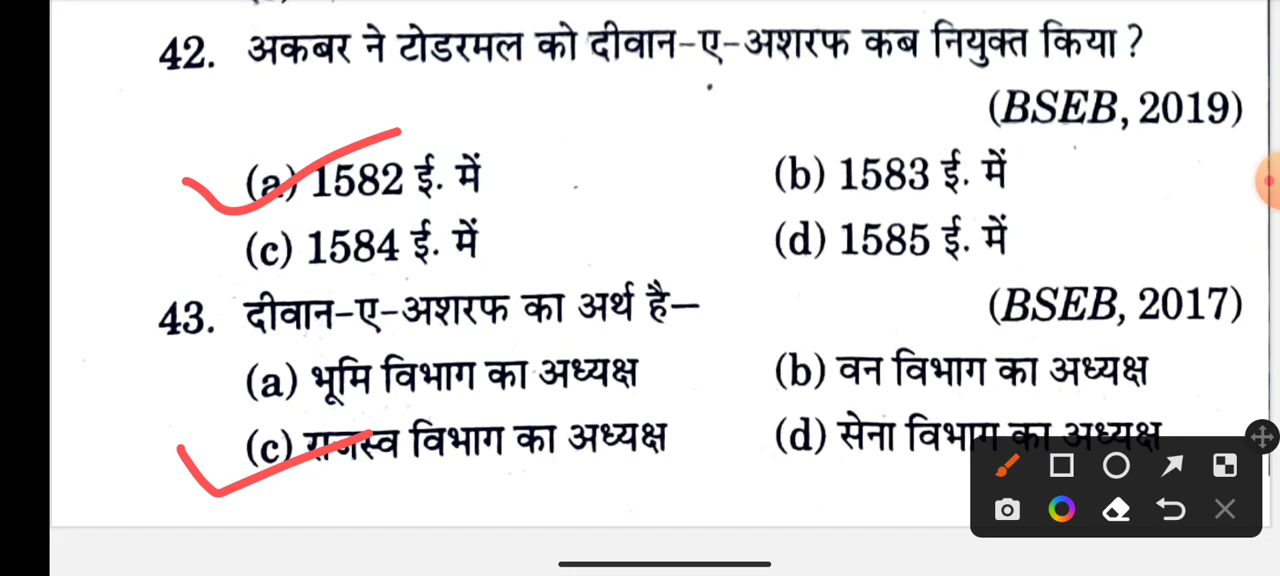 42. अकबर ने टोडरमल को दीवान-ए-अशरफ कब नियुक्त किया ?
(BSEB, 2019)
(a) 1582 ई. में (b) 1583 ई. में
(c) 1584 ई. में (d) 1585 ई. में
43. दीवान-ए-अशरफ का अर्थ है— (BSEB, 2017)
(a) भूमि विभाग का अध्यक्ष (b) वन विभाग का अध्यक्ष
(c) राजस्व विभाग का अध्यक्ष (d) सेना विभाग का अध्यक्ष